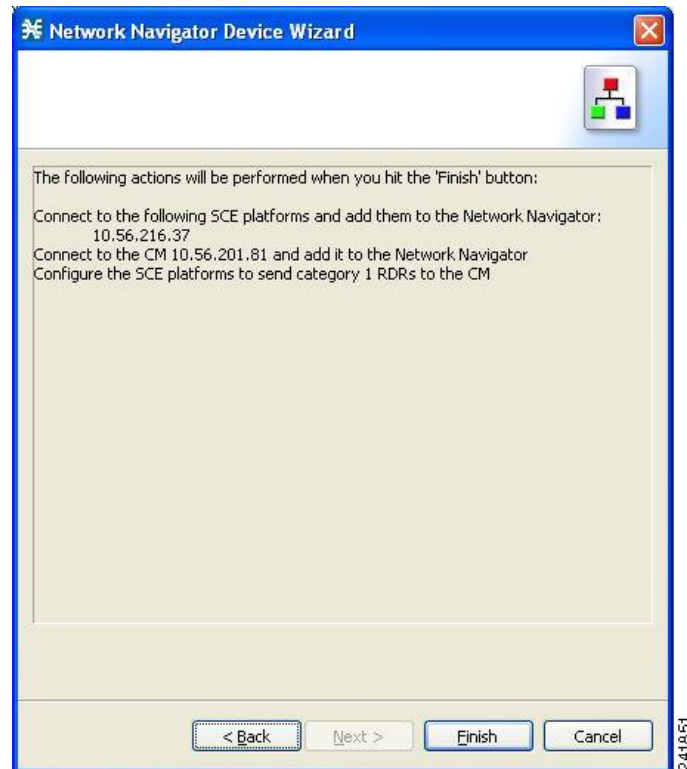 Network Navigator Device Wizard
The following actions will be performed when you hit the 'Finish' button:
Connect to the following SCE platforms and add them to the Network Navigator:
10.56.216.37
Connect to the CM 10.56.201.81 and add it to the Network Navigator
Configure the SCE platforms to send category 1 RDRs to the CM
< Back
Next >
Finish
Cancel
241851